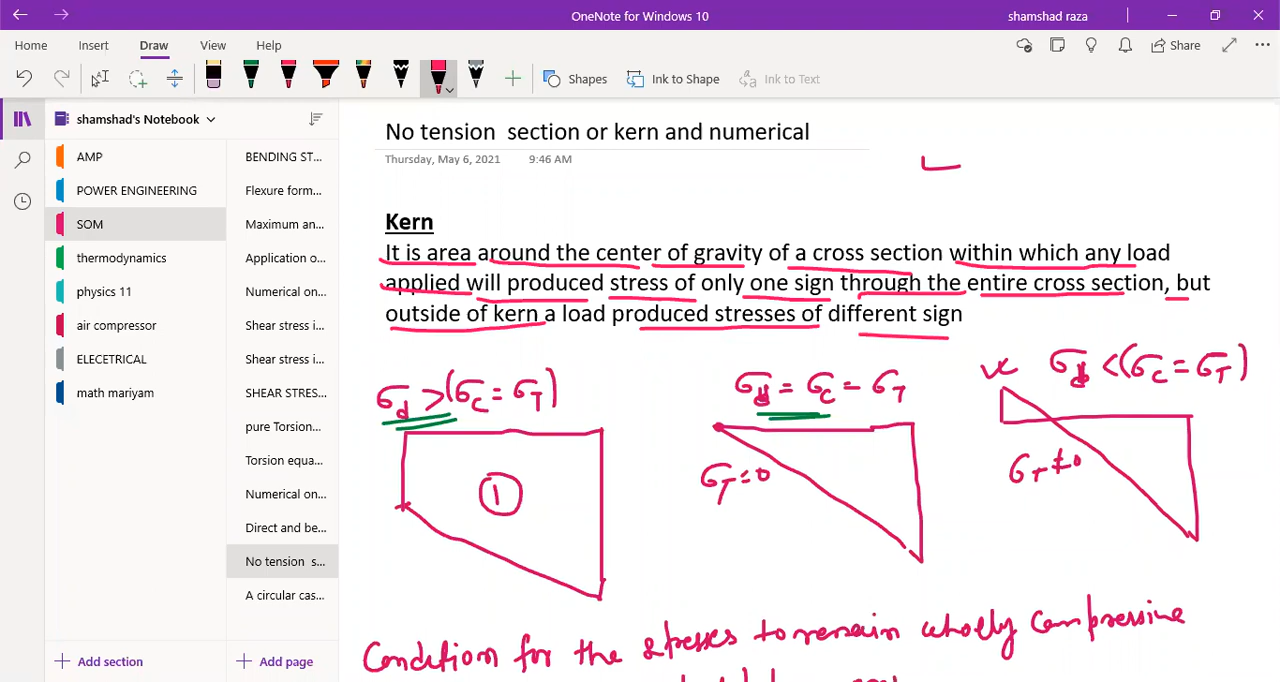 OneNote for Windows 10
shamshad raza
Home Insert Draw View Help
Share
Shapes Ink to Shape Ink to Text
shamshad's Notebook
AMP
POWER ENGINEERING
SOM
thermodynamics
physics 11
air compressor
ELECETRICAL
math mariyam
Add section
BENDING ST...
Flexure form...
Maximum an...
Application o...
Numerical on...
Shear stress i...
Shear stress i...
SHEAR STRESS...
pure Torsion...
Torsion equa...
Numerical on...
Direct and be...
No tension s...
A circular cas...
Add page
No tension section or kern and numerical
Thursday, May 6, 2021 9:46 AM
Kern
It is area around the center of gravity of a cross section within which any load
applied will produced stress of only one sign through the entire cross section, but
outside of kern a load produced stresses of different sign
σd > (σc = σT)
σd = σc = σT
σd < (σc = σT)
1
σT = 0
σT ≠ 0
Condition for the stresses to remain wholly compressive